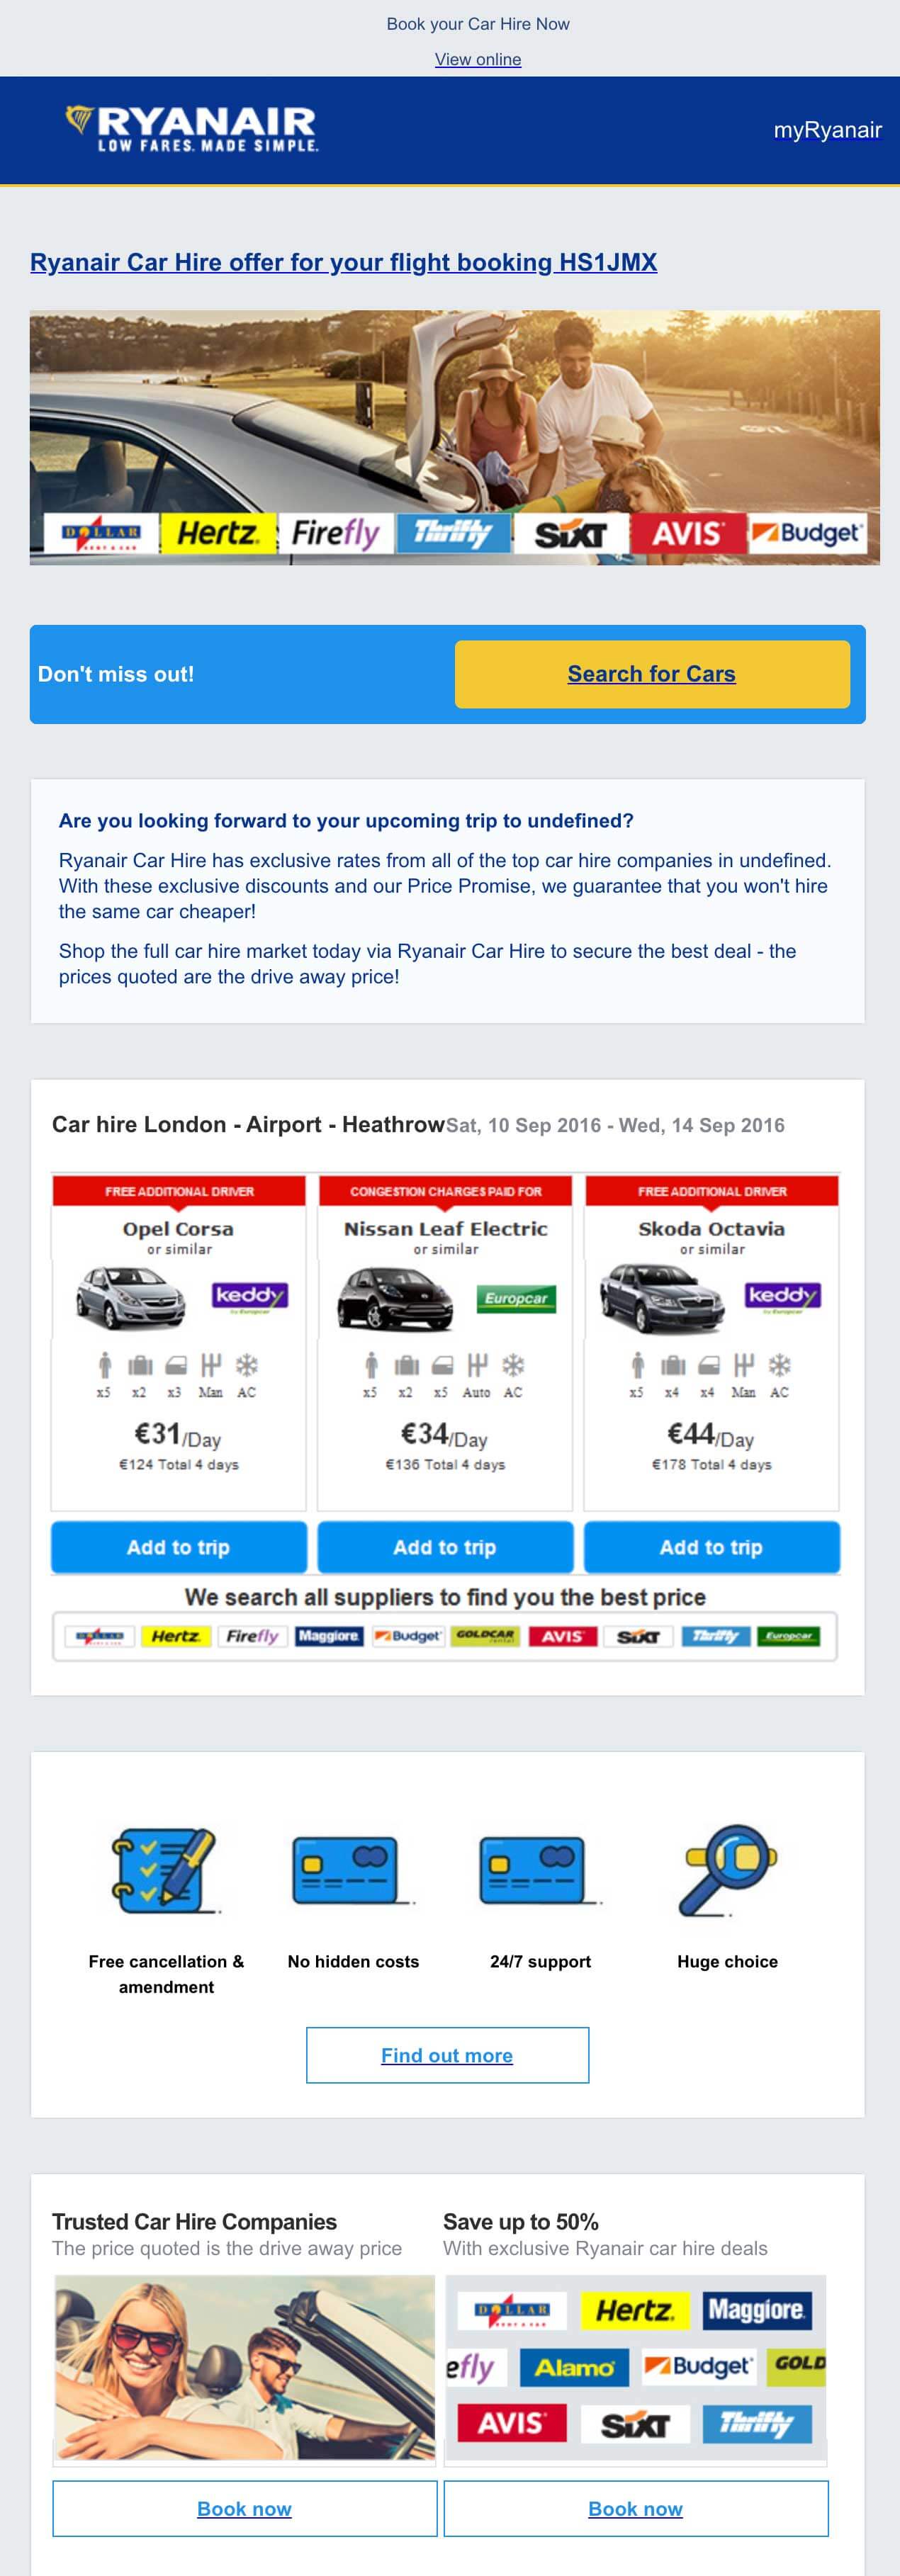 Book your Car Hire Now
View online
RYANAIR
LOW FARES. MADE SIMPLE.
myRyanair
Ryanair Car Hire offer for your flight booking HS1JMX
DOLLAR
RENT A CAR
Hertz.
Firefly
Thrifty
SIXT
AVIS
Budget
Don't miss out!
Search for Cars
Are you looking forward to your upcoming trip to undefined?
Ryanair Car Hire has exclusive rates from all of the top car hire companies in undefined.
With these exclusive discounts and our Price Promise, we guarantee that you won't hire
the same car cheaper!
Shop the full car hire market today via Ryanair Car Hire to secure the best deal - the
prices quoted are the drive away price!
Car hire London - Airport - Heathrow Sat, 10 Sep 2016 - Wed, 14 Sep 2016
FREE ADDITIONAL DRIVER
Opel Corsa
or similar
keddy
by Europcar
x5 x2 x3 Man AC
€31/Day
€124 Total 4 days
Add to trip
CONGESTION CHARGES PAID FOR
Nissan Leaf Electric
or similar
Europcar
x5 x2 x5 Auto AC
€34/Day
€136 Total 4 days
Add to trip
FREE ADDITIONAL DRIVER
Skoda Octavia
or similar
keddy
by Europcar
x5 x4 x4 Man AC
€44/Day
€178 Total 4 days
Add to trip
We search all suppliers to find you the best price
DOLLAR Hertz. Firefly Maggiore Budget GOLDCAR rental AVIS SIXT Thrifty Europcar
Free cancellation &
amendment
No hidden costs
24/7 support
Huge choice
Find out more
Trusted Car Hire Companies
The price quoted is the drive away price
Book now
Save up to 50%
With exclusive Ryanair car hire deals
DOLLAR
RENT A CAR
Hertz.
Maggiore
efly
Alamo
Budget
GOLD
AVIS
SIXT
Thrifty
Book now